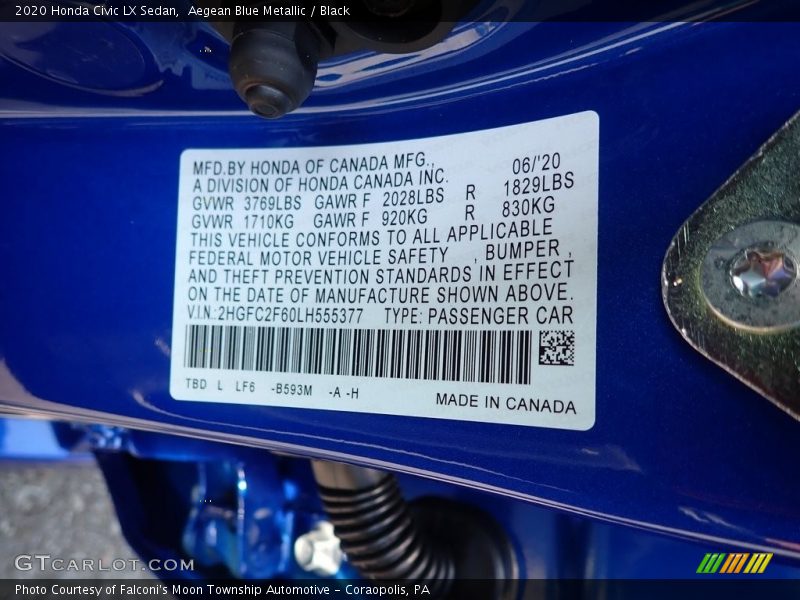 2020 Honda Civic LX Sedan,  Aegean Blue Metallic / Black
MFD.BY HONDA OF CANADA MFG., 06/'20
A DIVISION OF HONDA CANADA INC.
GVWR 3769LBS GAWR F 2028LBS R 1829LBS
GVWR 1710KG GAWR F 920KG R 830KG
THIS VEHICLE CONFORMS TO ALL APPLICABLE
FEDERAL MOTOR VEHICLE SAFETY , BUMPER ,
AND THEFT PREVENTION STANDARDS IN EFFECT
ON THE DATE OF MANUFACTURE SHOWN ABOVE.
V.I.N.:2HGFC2F60LH555377 TYPE: PASSENGER CAR
TBD L LF6 -B593M -A -H
MADE IN CANADA
GTCARLOT.COM
Photo Courtesy of Falconi's Moon Township Automotive - Coraopolis, PA